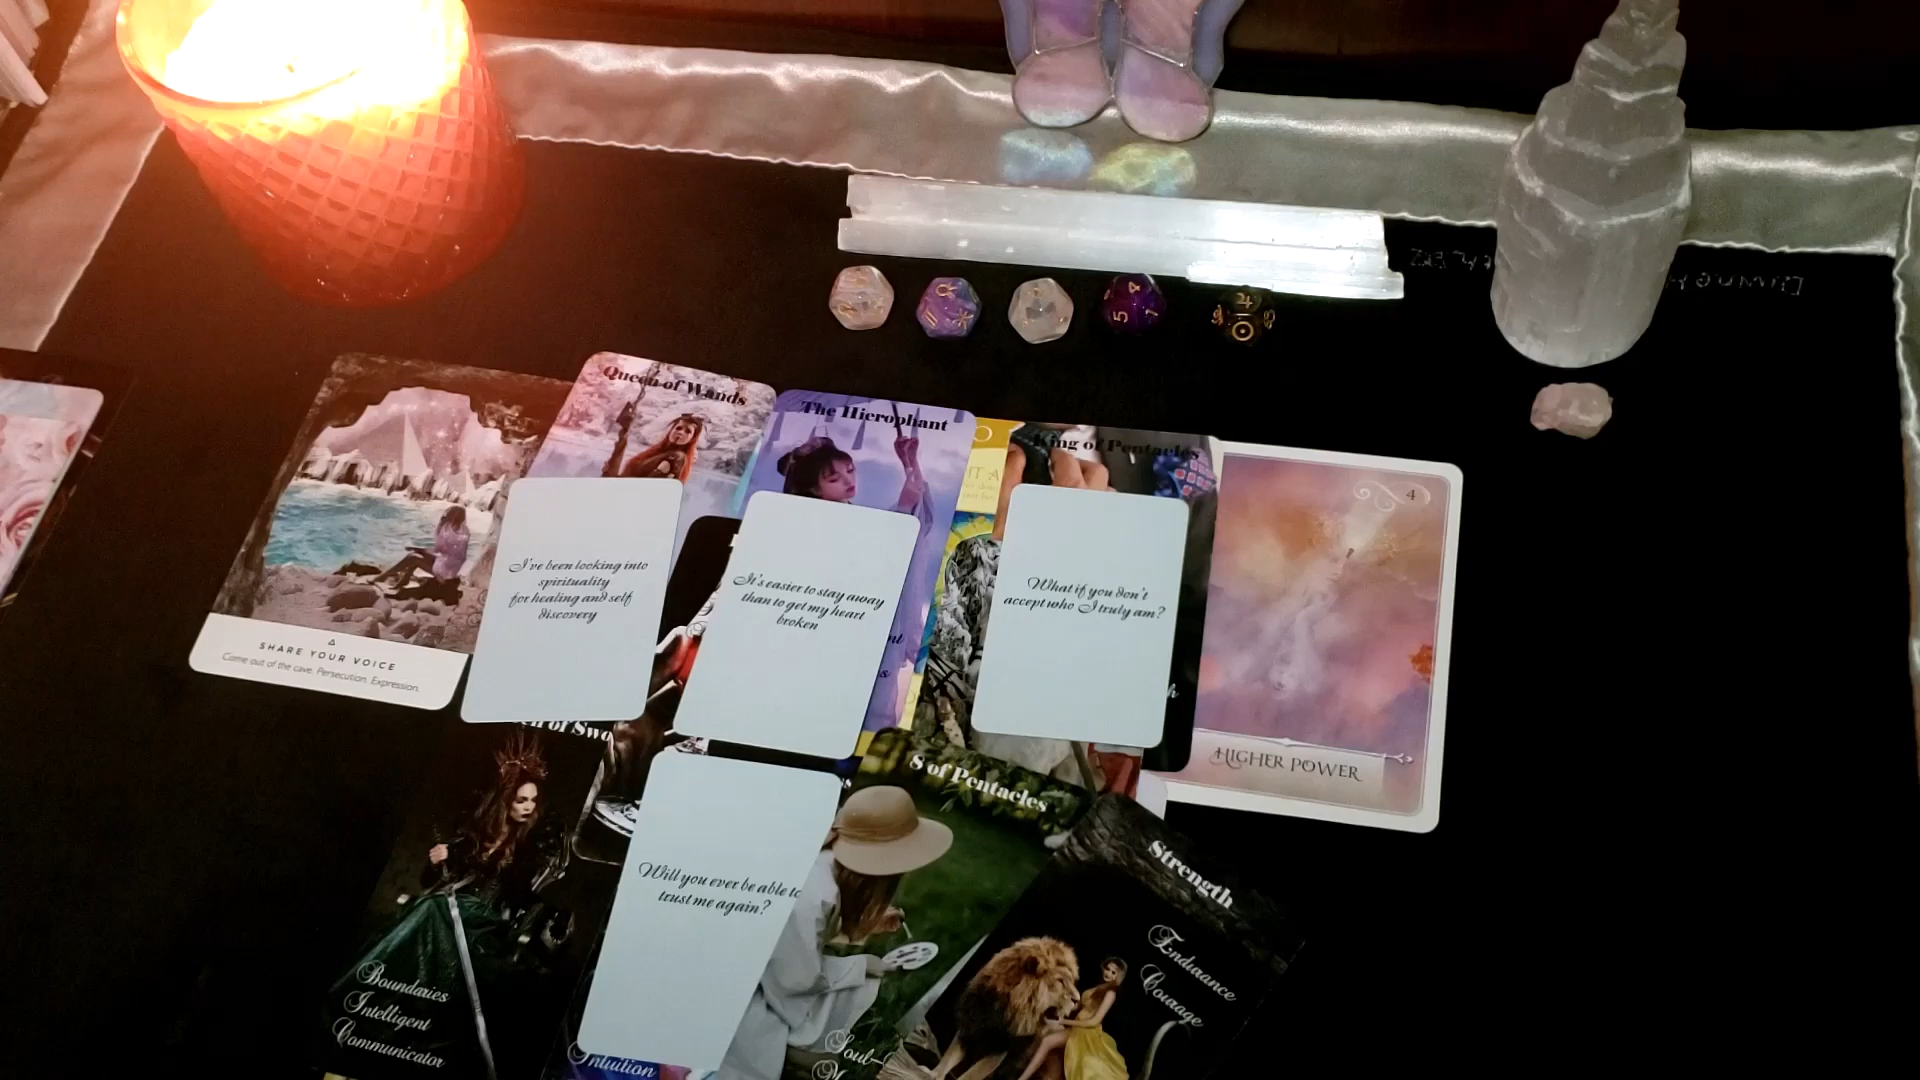 Queen of Wands
The Hierophant
King of Pentacles
4
SHARE YOUR VOICE
Come out of the cave. Persecution. Expression.
I've been looking into
spirituality
for healing and self
discovery
It's easier to stay away
than to get my heart
broken
What if you don't
accept who I truly am?
HIGHER POWER
of Swo
8 of Pentacles
Strength
Will you ever be able to
trust me again?
Endurance
Courage
Boundaries
Intelligent
Communicator
Intuition
Soul